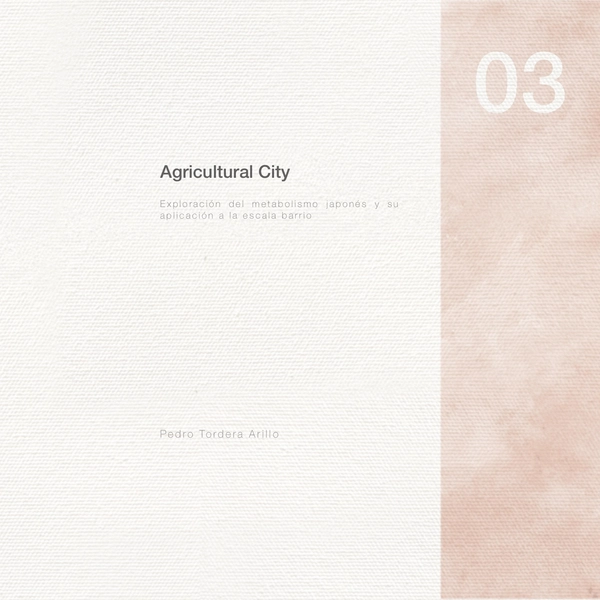 03
Agricultural City
Exploración del metabolismo japonés y su
aplicación a la escala barrio
Pedro Tordera Arillo